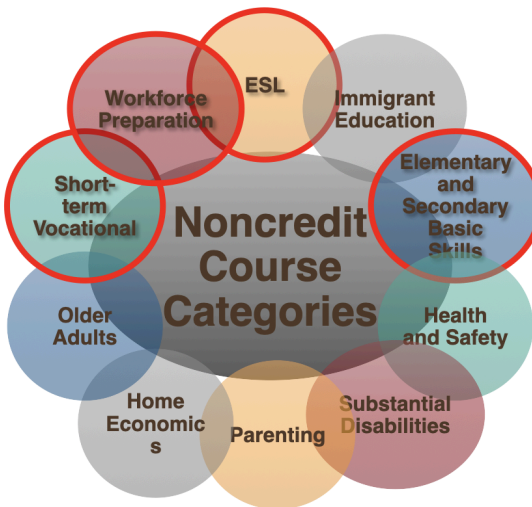 ESL
Immigrant
Education
Elementary
and
Secondary
Basic
Skills
Health
and Safety
Substantial
Disabilities
Parenting
Home
Economic
s
Older
Adults
Short-
term
Vocational
Workforce
Preparation
Noncredit
Course
Categories